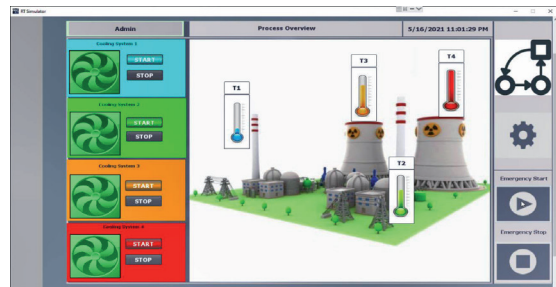 RT Simulator
Admin
Process Overview
5/16/2021 11:01:29 PM
Cooling System 1
START
STOP
Cooling System 2
START
STOP
Cooling System 3
START
STOP
Cooling System 4
START
STOP
T1
T3
T4
T2
Emergency Start
Emergency Stop